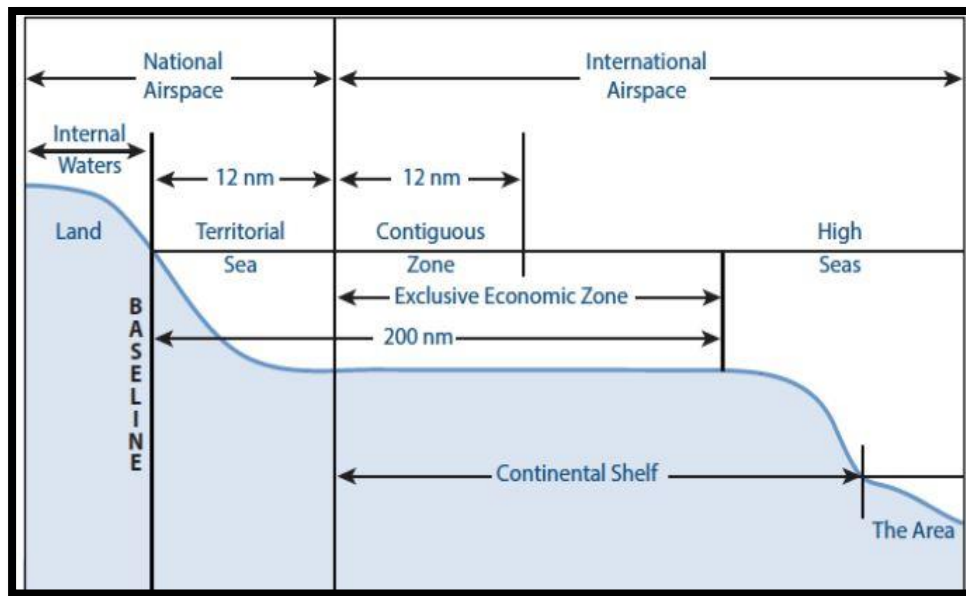 National
Airspace
International
Airspace
Internal
Waters
12 nm
12 nm
Land
Territorial
Sea
Contiguous
Zone
High
Seas
Exclusive Economic Zone
200 nm
BASELINE
Continental Shelf
The Area